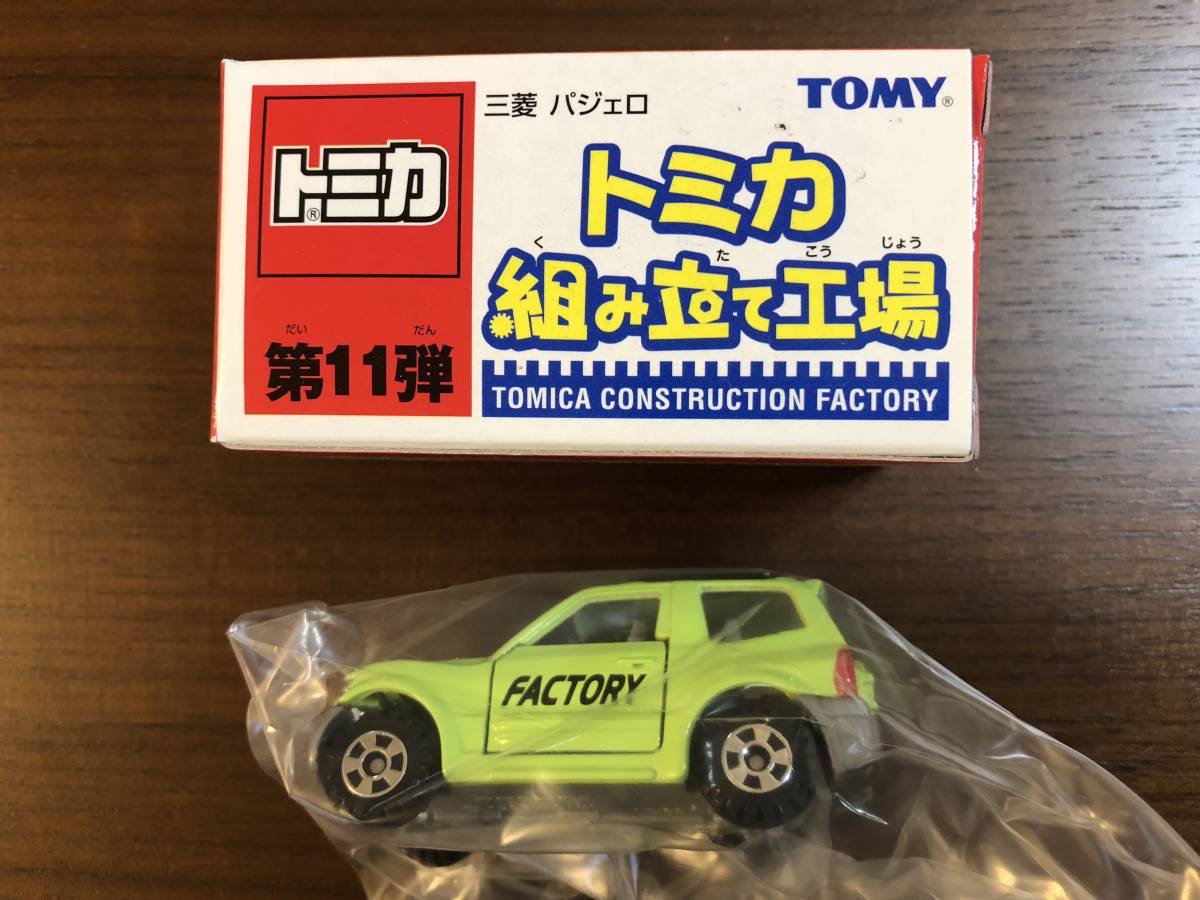 三菱 パジェロ
TOMY®
トミカ®
トミカ
く た こう じょう
組み立て工場
TOMICA CONSTRUCTION FACTORY
だい だん
第11弾
FACTORY